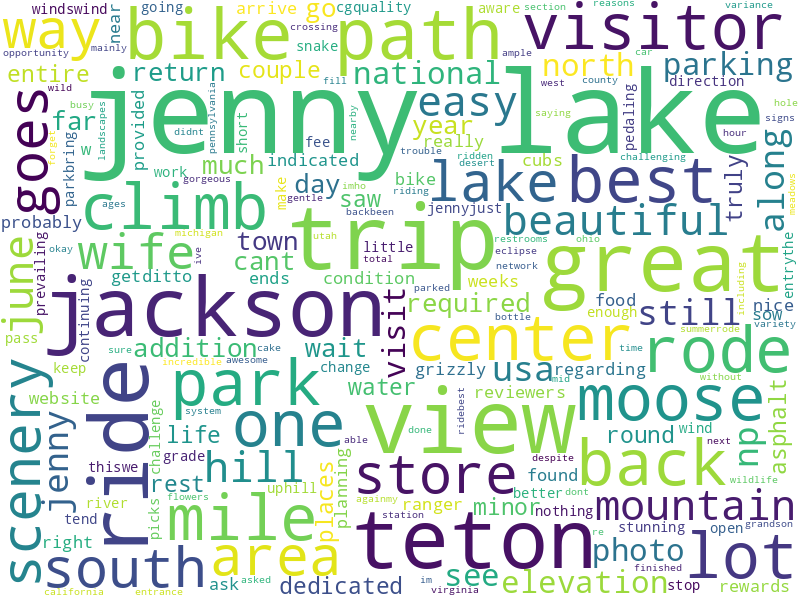 windswinds
going
near
arrive
go
cgquality
aware
section
reasons
variance
opportunity
mainly
way
bike
path
visitor
snake
crossing
ample
car
wild
entire
couple
return
national
fill
north
parking
west
county
direction
busy
goes
jenny
lake
easy
far
provided
landscapes
pennsylvania
short
nearby
didnt
fee
year
really
pedaling
saying
hole
signs
hour
forget
w
parkbring
work
much
indicated
trouble
ridden
desert
cubs
challenging
truly
along
gorgeous
make
day
bike
imho
riding
gentle
saw
lake
best
meadows
climb
ages
backbeen
jennyjust
beautiful
probably
michigan
ive
utah
total
little
town
wife
cant
trip
restrooms
ohio
eclipse
network
great
entrythe
june
prevailing
okay
getditto
ends
condition
weeks
including
continuing
jackson
visit
required
food
enough
still
nice
sow
variety
parked
bottle
pass
addition
wait
center
summerrode
time
keep
sure
cake
awesome
incredible
change
grizzly
usa
regarding
rode
without
scenery
website
ride
park
water
reviewers
mid
moose
asphalt
jenny
challenge
system
able
one
life
view
done
ridebest
round
wind
next
np
thiswe
grade
hill
store
despite
found
back
wildlife
rest
uphill
places
planning
better
dont
river
picks
flowers
mile
againmy
ranger
minor
nothing
mountain
grandson
tend
station
teton
re
stunning
open
signs
right
area
photo
lot
south
ask
asked
dedicated
im
see
elevation
finished
stop
rewards
california
entrance
virginia